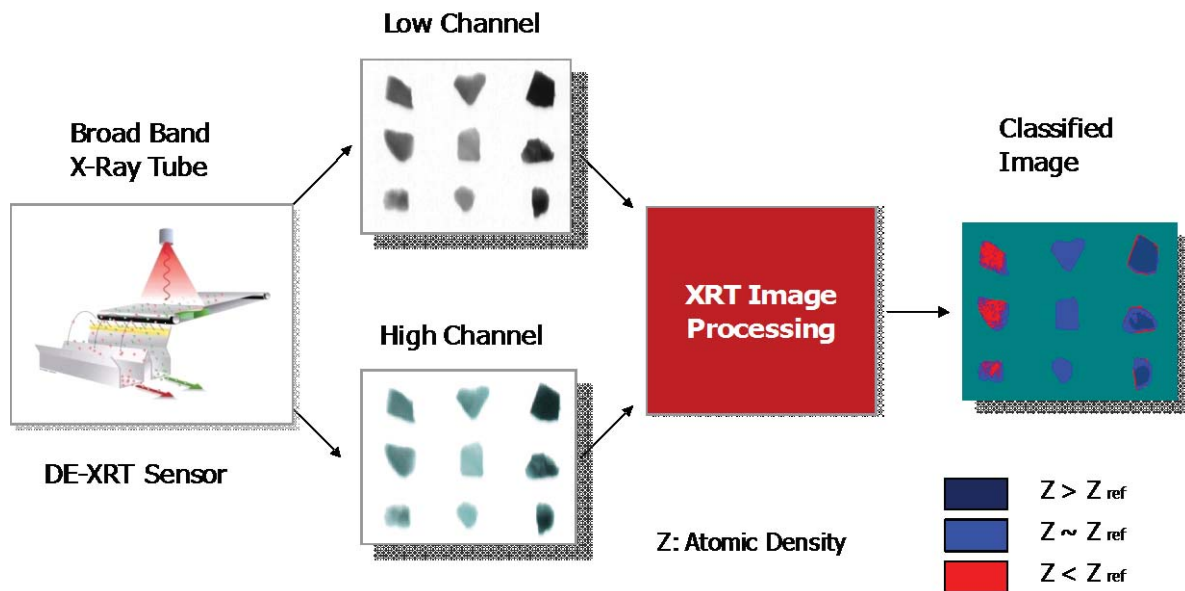 Low Channel
Broad Band
X-Ray Tube
Classified
Image
XRT Image
Processing
High Channel
DE-XRT Sensor
Z: Atomic Density
Z > Z ref
Z ~ Z ref
Z < Z ref